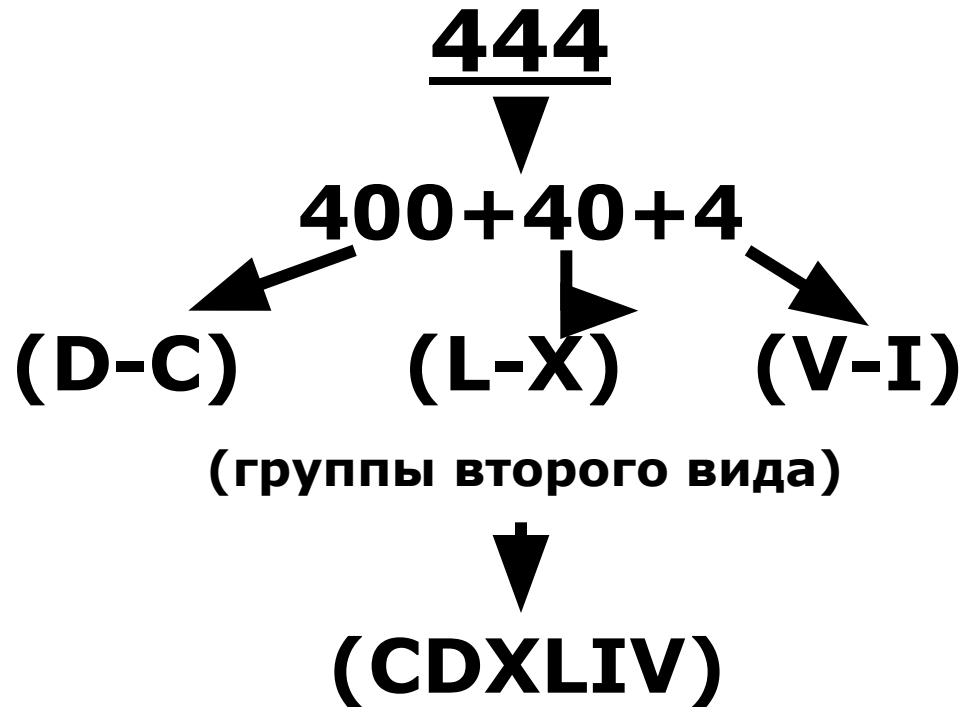 444
400+40+4
(D-C) (L-X) (V-I)
(группы второго вида)
(CDXLIV)